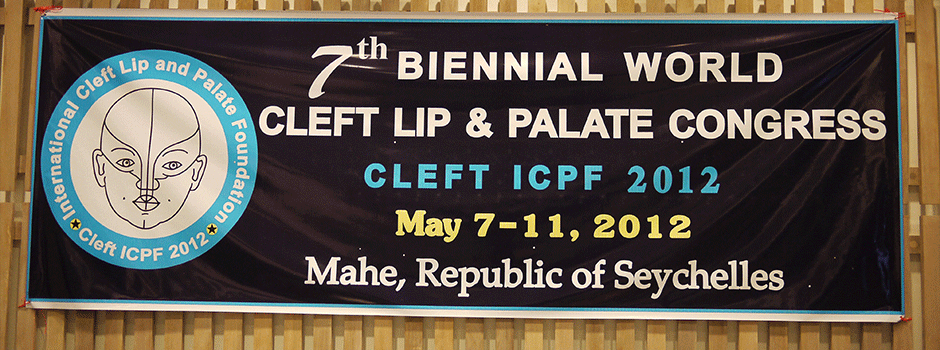 International Cleft Lip and Palate Foundation
Cleft ICPF 2012
7th BIENNIAL WORLD
CLEFT LIP & PALATE CONGRESS
CLEFT ICPF 2012
May 7-11, 2012
Mahe, Republic of Seychelles